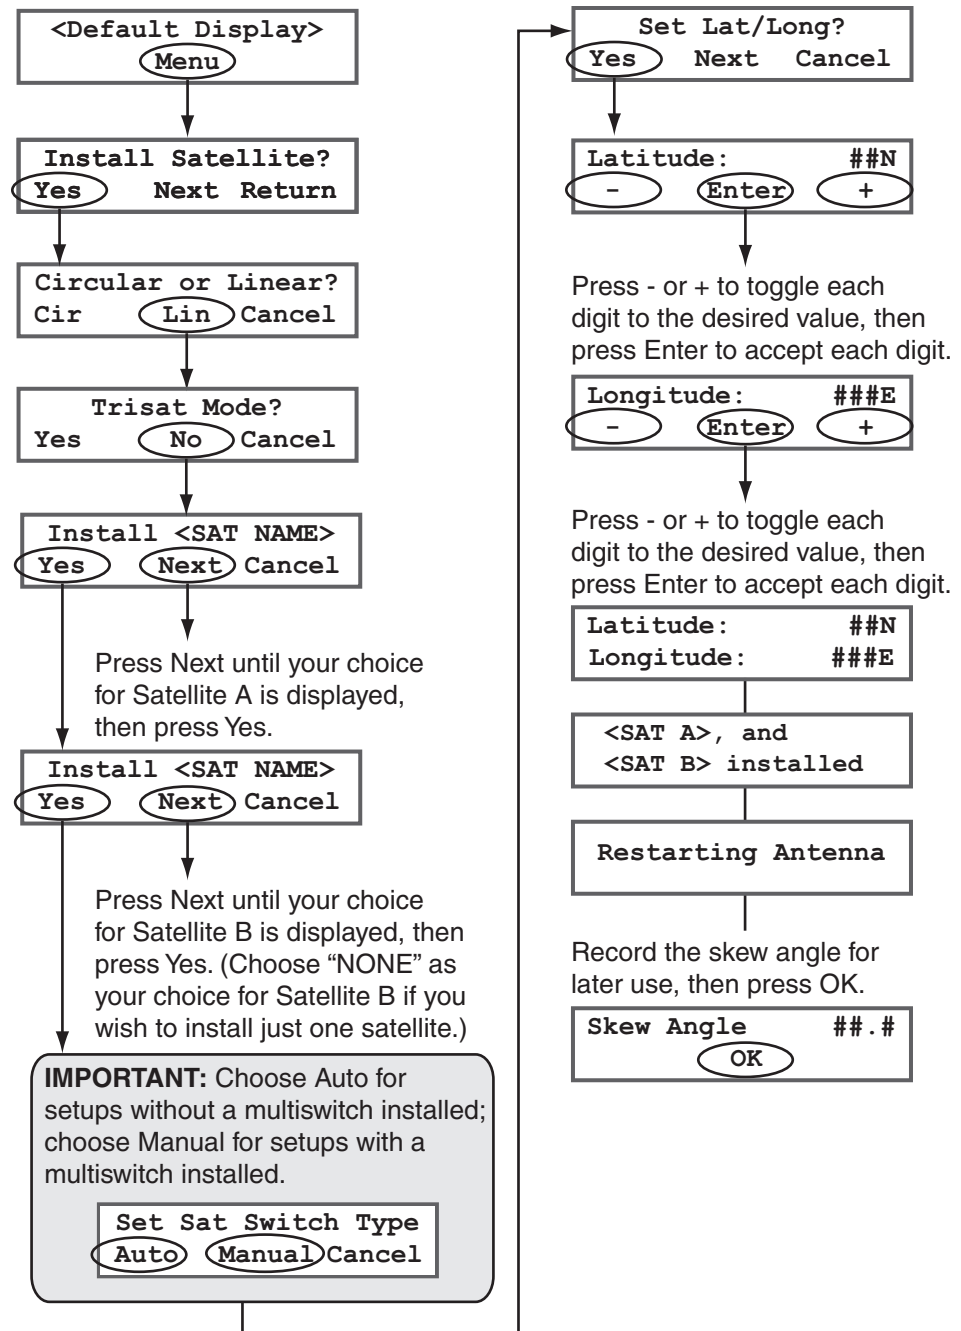 <Default Display>
Menu
Install Satellite?
Yes Next Return
Circular or Linear?
Cir Lin Cancel
Trisat Mode?
Yes No Cancel
Install <SAT NAME>
Yes Next Cancel
Press Next until your choice
for Satellite A is displayed,
then press Yes.
Install <SAT NAME>
Yes Next Cancel
Press Next until your choice
for Satellite B is displayed, then
press Yes. (Choose “NONE” as
your choice for Satellite B if you
wish to install just one satellite.)
IMPORTANT: Choose Auto for
setups without a multiswitch installed;
choose Manual for setups with a
multiswitch installed.
Set Sat Switch Type
Auto Manual Cancel
Set Lat/Long?
Yes Next Cancel
Latitude: ##N
- Enter +
Press - or + to toggle each
digit to the desired value, then
press Enter to accept each digit.
Longitude: ###E
- Enter +
Press - or + to toggle each
digit to the desired value, then
press Enter to accept each digit.
Latitude: ##N
Longitude: ###E
<SAT A>, and
<SAT B> installed
Restarting Antenna
Record the skew angle for
later use, then press OK.
Skew Angle ##.#
OK